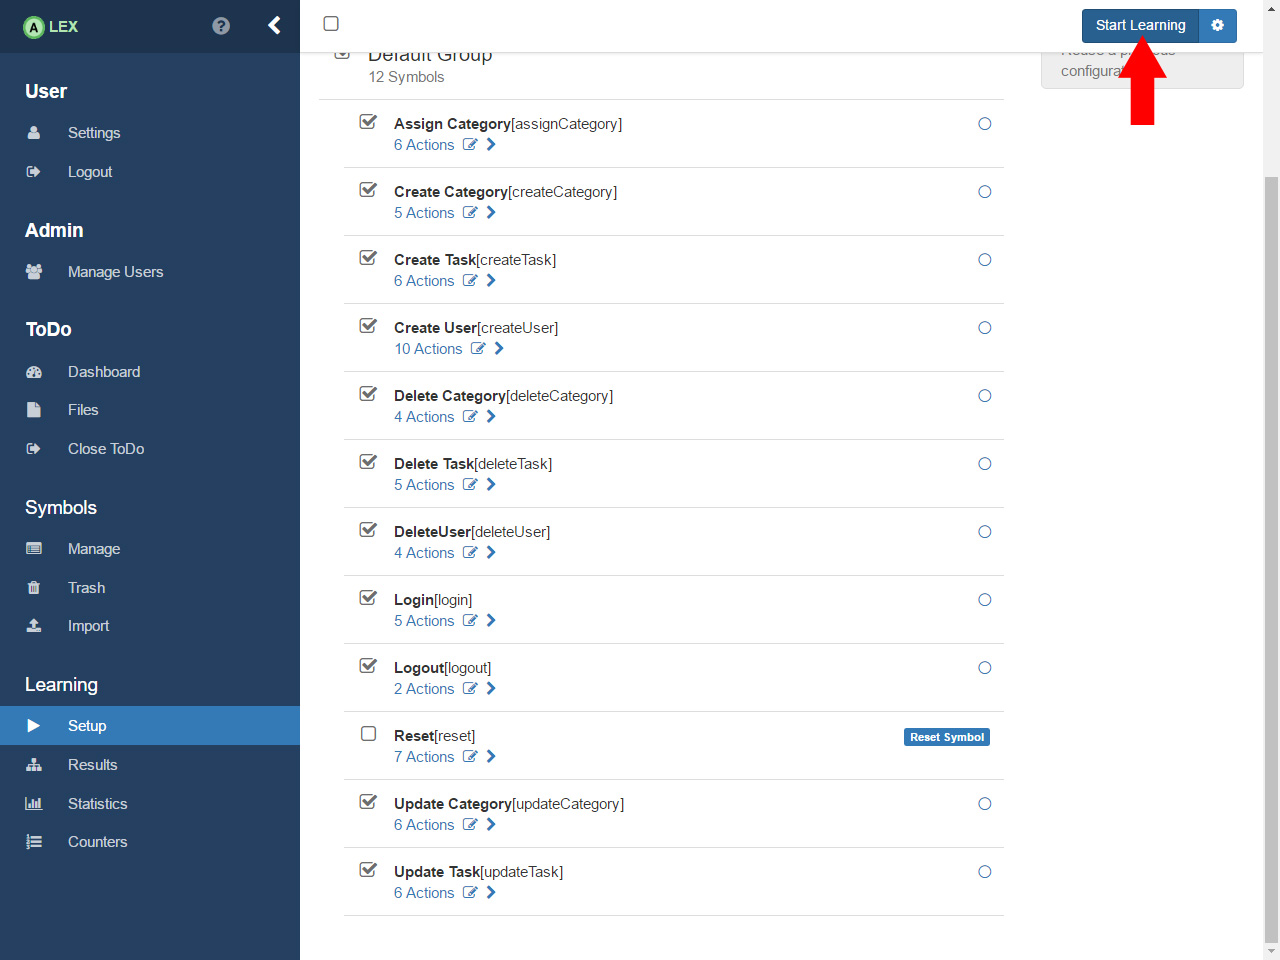 A LEX
?
User
Settings
Logout
Admin
Manage Users
ToDo
Dashboard
Files
Close ToDo
Symbols
Manage
Trash
Import
Learning
Setup
Results
Statistics
Counters
Start Learning
Default Group
12 Symbols
Assign Category[assignCategory]
6 Actions
Create Category[createCategory]
5 Actions
Create Task[createTask]
6 Actions
Create User[createUser]
10 Actions
Delete Category[deleteCategory]
4 Actions
Delete Task[deleteTask]
5 Actions
DeleteUser[deleteUser]
4 Actions
Login[login]
5 Actions
Logout[logout]
2 Actions
Reset[reset]
Reset Symbol
7 Actions
Update Category[updateCategory]
6 Actions
Update Task[updateTask]
6 Actions